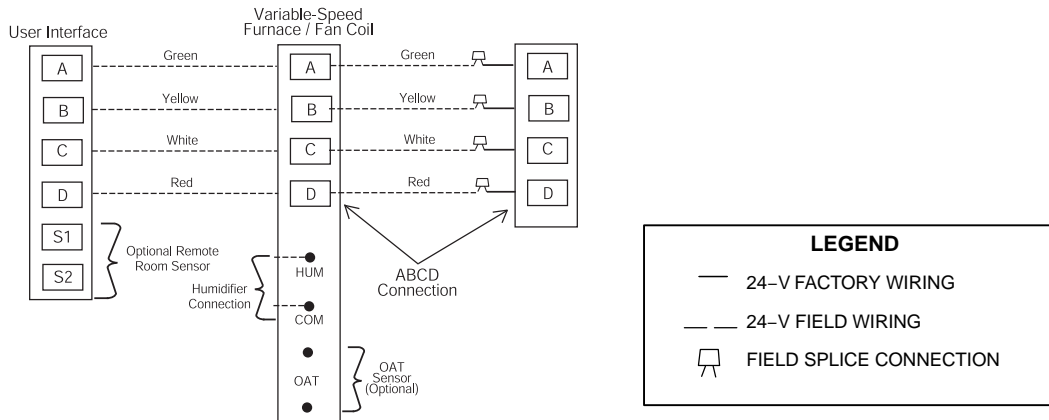 User Interface
Variable-Speed
Furnace / Fan Coil
A
Green
A
Green
A
B
Yellow
B
Yellow
B
C
White
C
White
C
D
Red
D
Red
D
S1
S2
Optional Remote
Room Sensor
HUM
Humidifier
Connection
COM
ABCD
Connection
OAT
OAT
Sensor
(Optional)
LEGEND
24–V FACTORY WIRING
24–V FIELD WIRING
FIELD SPLICE CONNECTION